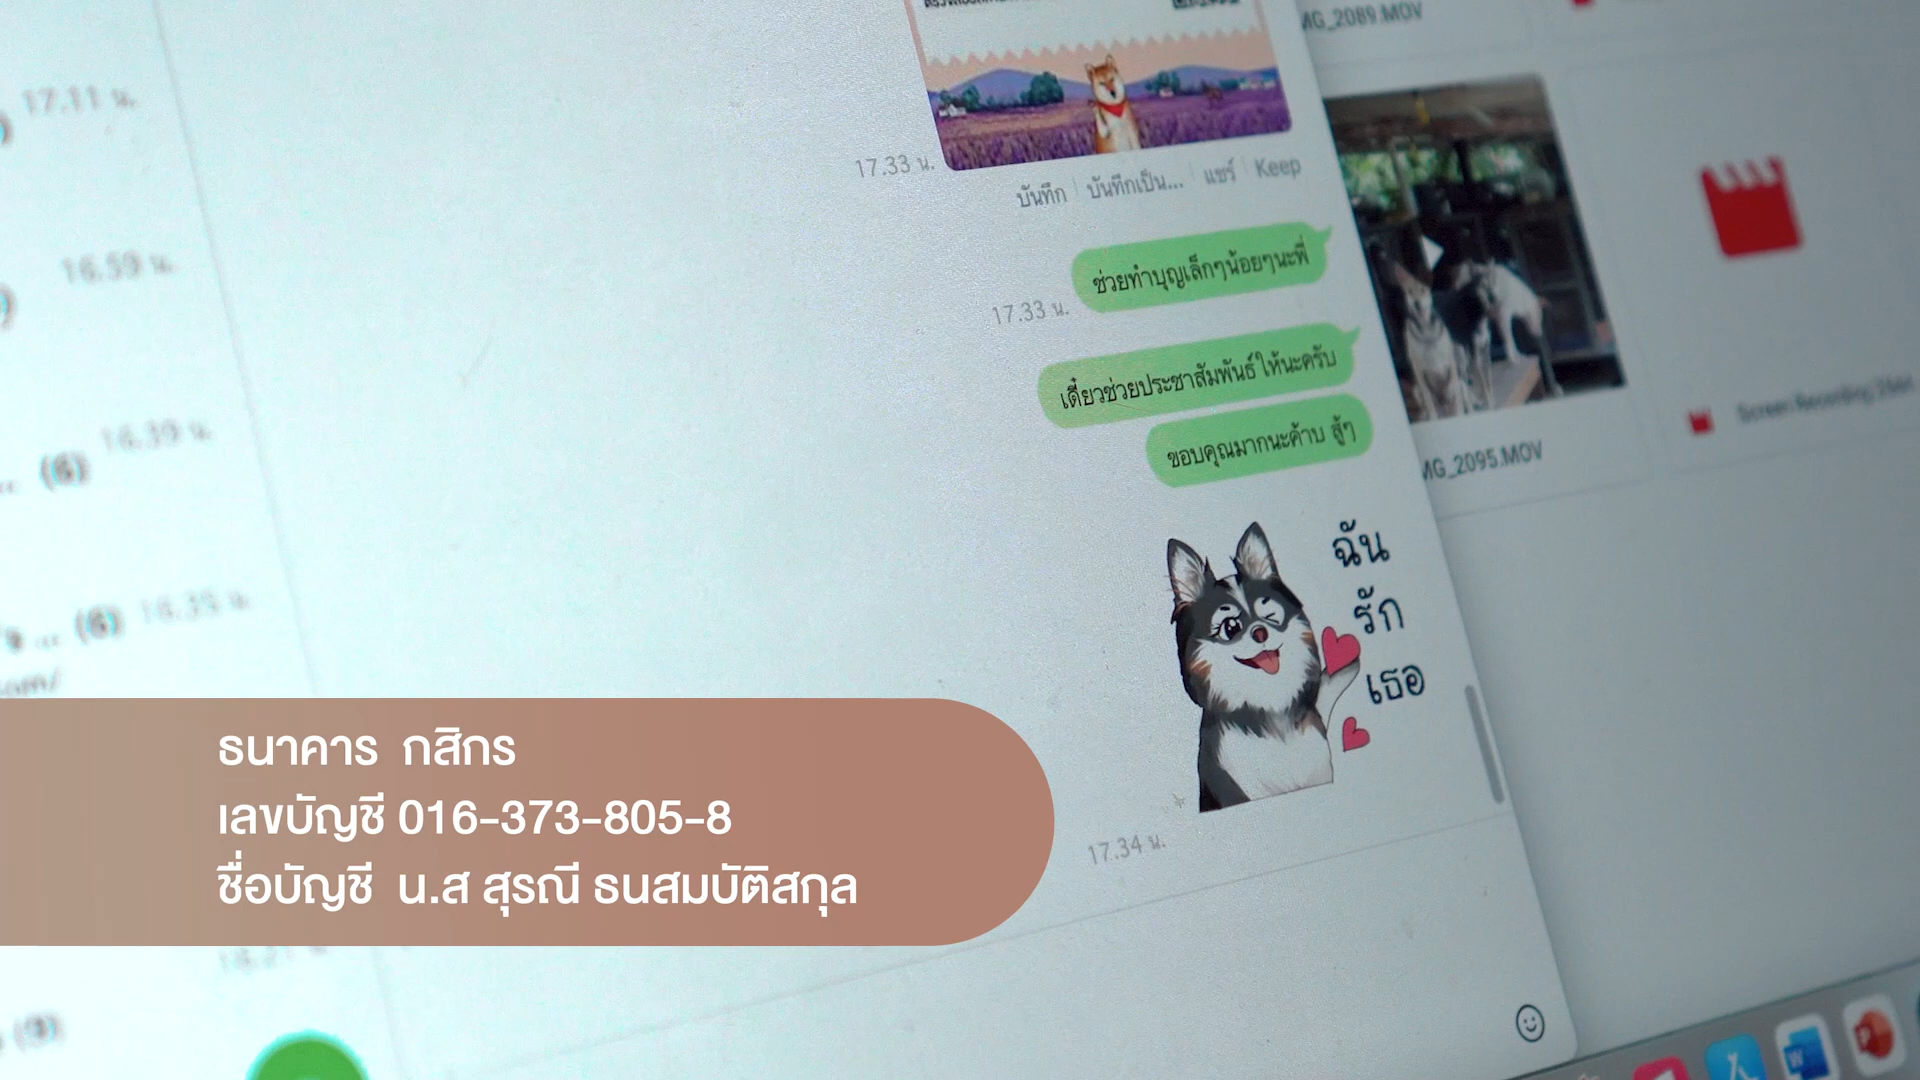 17.11 น.
16.59 น.
16.39 น.
... (6)
16.35 น.
... (6)
om/
(9)
17.33 น.
บันทึก | บันทึกเป็น... | แชร์ | Keep
ช่วยทำบุญเล็กๆน้อยๆนะพี่
17.33 น.
เดี๋ยวช่วยประชาสัมพันธ์ให้นะครับ
ขอบคุณมากนะค้าบ สู้ๆ
ฉัน
รัก
เธอ
17.34 น.
MG_2089.MOV
MG_2095.MOV
Screen Recording
ธนาคาร กสิกร
เลขบัญชี 016-373-805-8
ชื่อบัญชี น.ส สุรณี ธนสมบัติสกุล